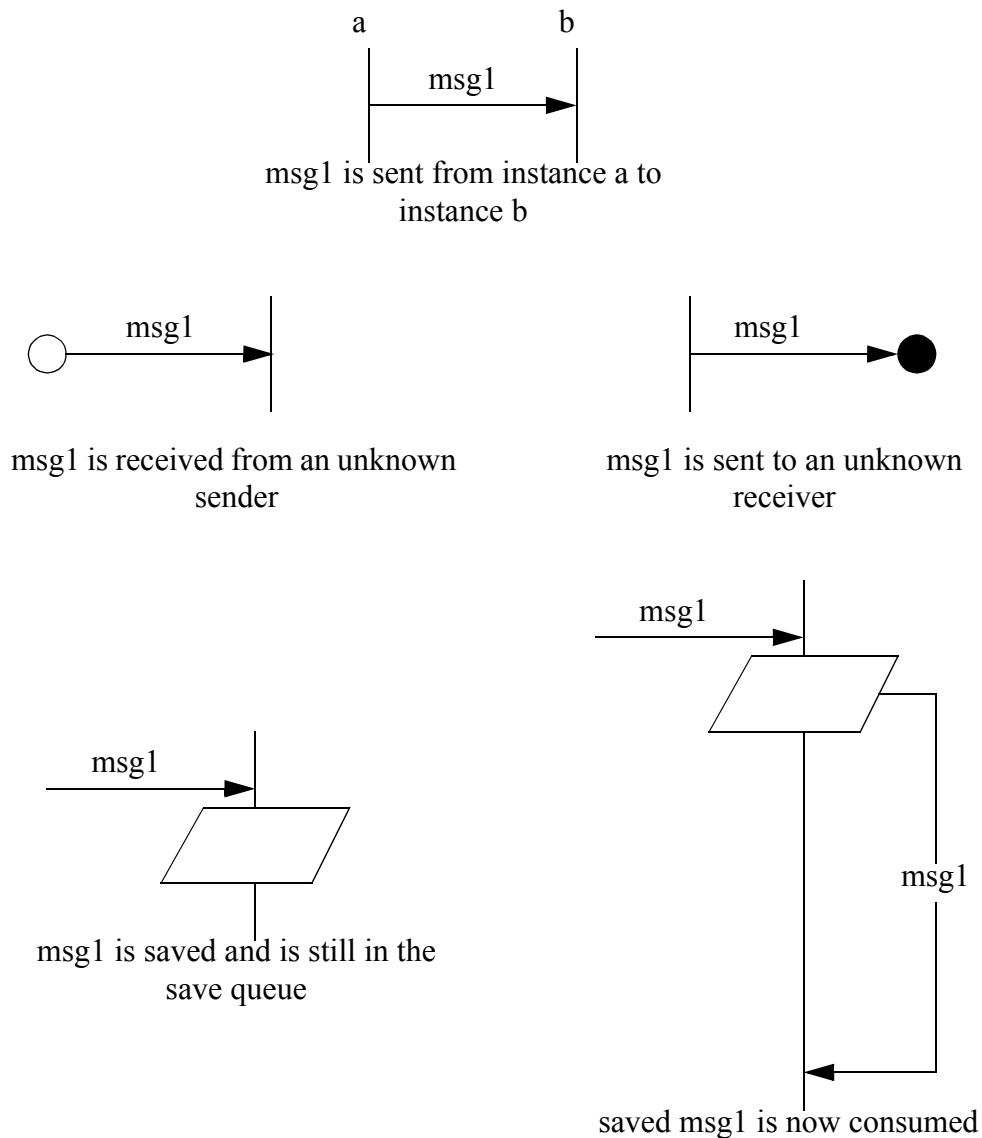 a
b
msg1
msg1 is sent from instance a to
instance b
msg1
msg1 is received from an unknown
sender
msg1
msg1 is sent to an unknown
receiver
msg1
msg1 is saved and is still in the
save queue
msg1
msg1
saved msg1 is now consumed